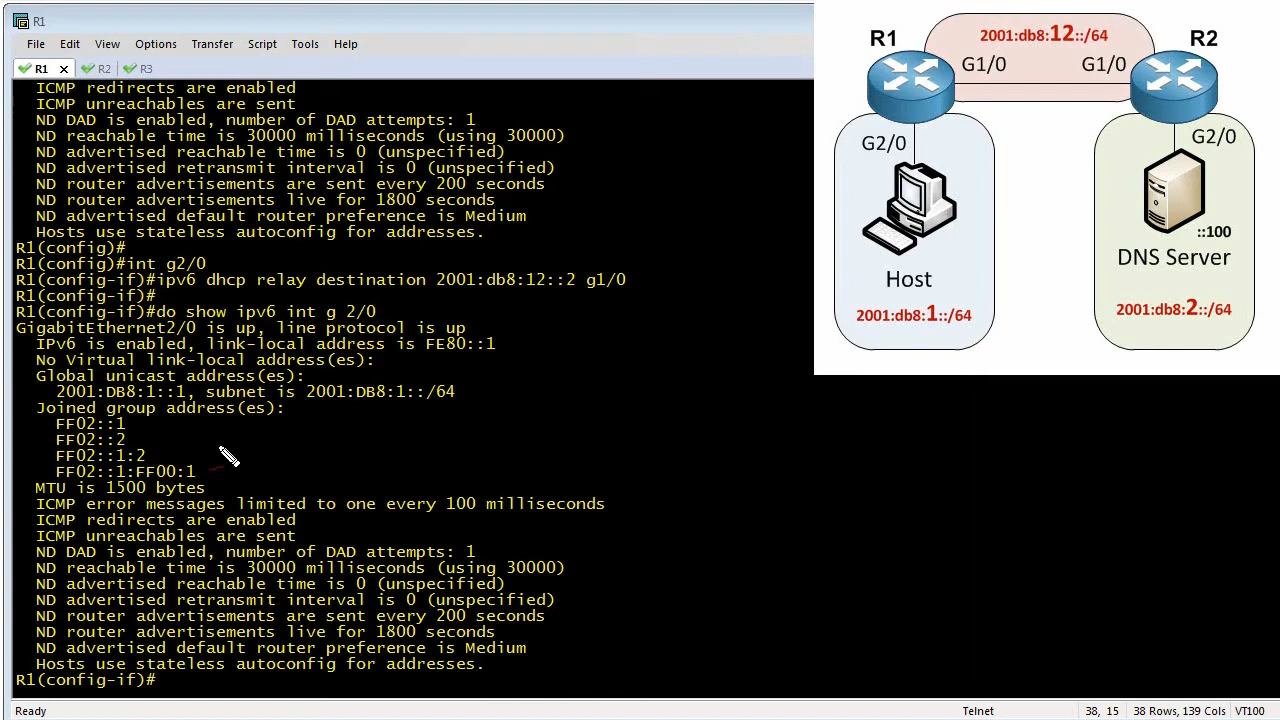 R1
File Edit View Options Transfer Script Tools Help
R1 x R2 R3
ICMP redirects are enabled
ICMP unreachables are sent
ND DAD is enabled, number of DAD attempts: 1
ND reachable time is 30000 milliseconds (using 30000)
ND advertised reachable time is 0 (unspecified)
ND advertised retransmit interval is 0 (unspecified)
ND router advertisements are sent every 200 seconds
ND router advertisements live for 1800 seconds
ND advertised default router preference is Medium
Hosts use stateless autoconfig for addresses.
R1(config)#
R1(config)#int g2/0
R1(config-if)#ipv6 dhcp relay destination 2001:db8:12::2 g1/0
R1(config-if)#
R1(config-if)#do show ipv6 int g 2/0
GigabitEthernet2/0 is up, line protocol is up
IPv6 is enabled, link-local address is FE80::1
No Virtual link-local address(es):
Global unicast address(es):
2001:DB8:1::1, subnet is 2001:DB8:1::/64
Joined group address(es):
FF02::1
FF02::2
FF02::1:2
FF02::1:FF00:1
MTU is 1500 bytes
ICMP error messages limited to one every 100 milliseconds
ICMP redirects are enabled
ICMP unreachables are sent
ND DAD is enabled, number of DAD attempts: 1
ND reachable time is 30000 milliseconds (using 30000)
ND advertised reachable time is 0 (unspecified)
ND advertised retransmit interval is 0 (unspecified)
ND router advertisements are sent every 200 seconds
ND router advertisements live for 1800 seconds
ND advertised default router preference is Medium
Hosts use stateless autoconfig for addresses.
R1(config-if)#
Ready Telnet 38, 15 38 Rows, 139 Cols VT100
2001:db8:12::/64
R1 R2
G1/0 G1/0
G2/0 G2/0
::100
Host DNS Server
2001:db8:1::/64 2001:db8:2::/64